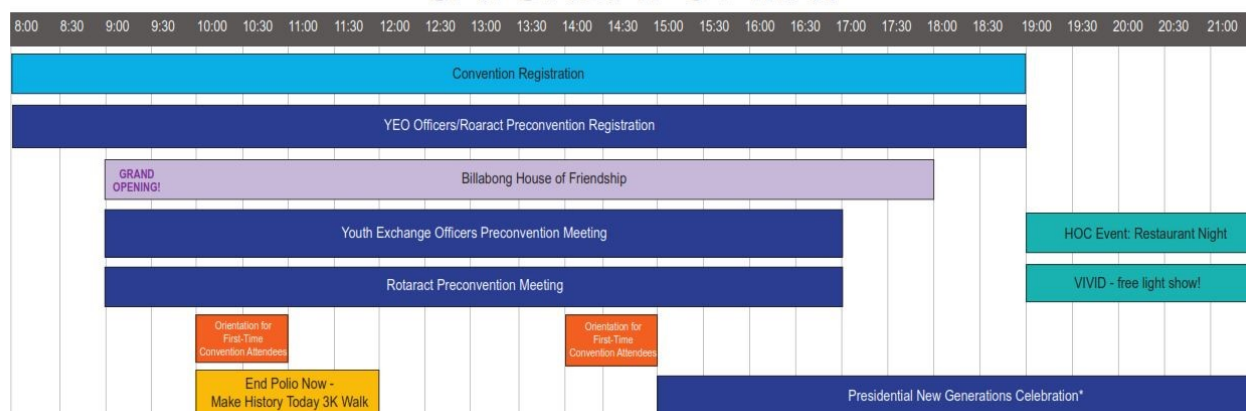 8:00 8:30 9:00 9:30 10:00 10:30 11:00 11:30 12:00 12:30 13:00 13:30 14:00 14:30 15:00 15:30 16:00 16:30 17:00 17:30 18:00 18:30 19:00 19:30 20:00 20:30 21:00
Convention Registration
YEO Officers/Roaract Preconvention Registration
GRAND
OPENING!
Billabong House of Friendship
Youth Exchange Officers Preconvention Meeting
HOC Event: Restaurant Night
Rotaract Preconvention Meeting
VIVID - free light show!
Orientation for
First-Time
Convention Attendees
Orientation for
First-Time
Convention Attendees
End Polio Now -
Make History Today 3K Walk
Presidential New Generations Celebration*